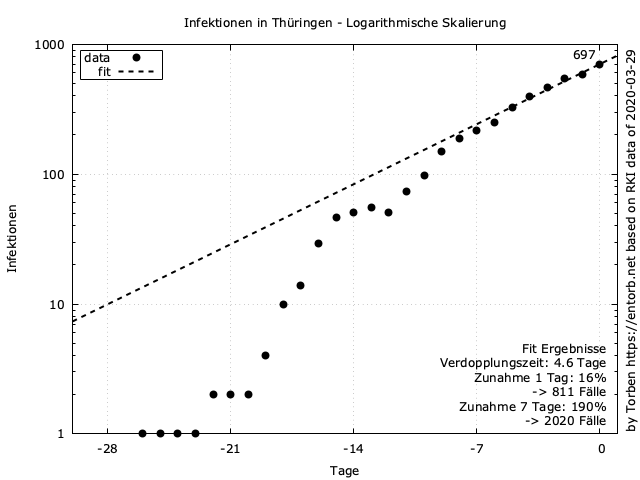 Infektionen in Thüringen - Logarithmische Skalierung
1000
100
10
1
Infektionen
data
fit
697
Fit Ergebnisse
Verdopplungszeit: 4.6 Tage
Zunahme 1 Tag: 16%
-> 811 Fälle
Zunahme 7 Tage: 190%
-> 2020 Fälle
-28 -21 -14 -7 0
Tage
by Torben https://entorb.net based on RKI data of 2020-03-29